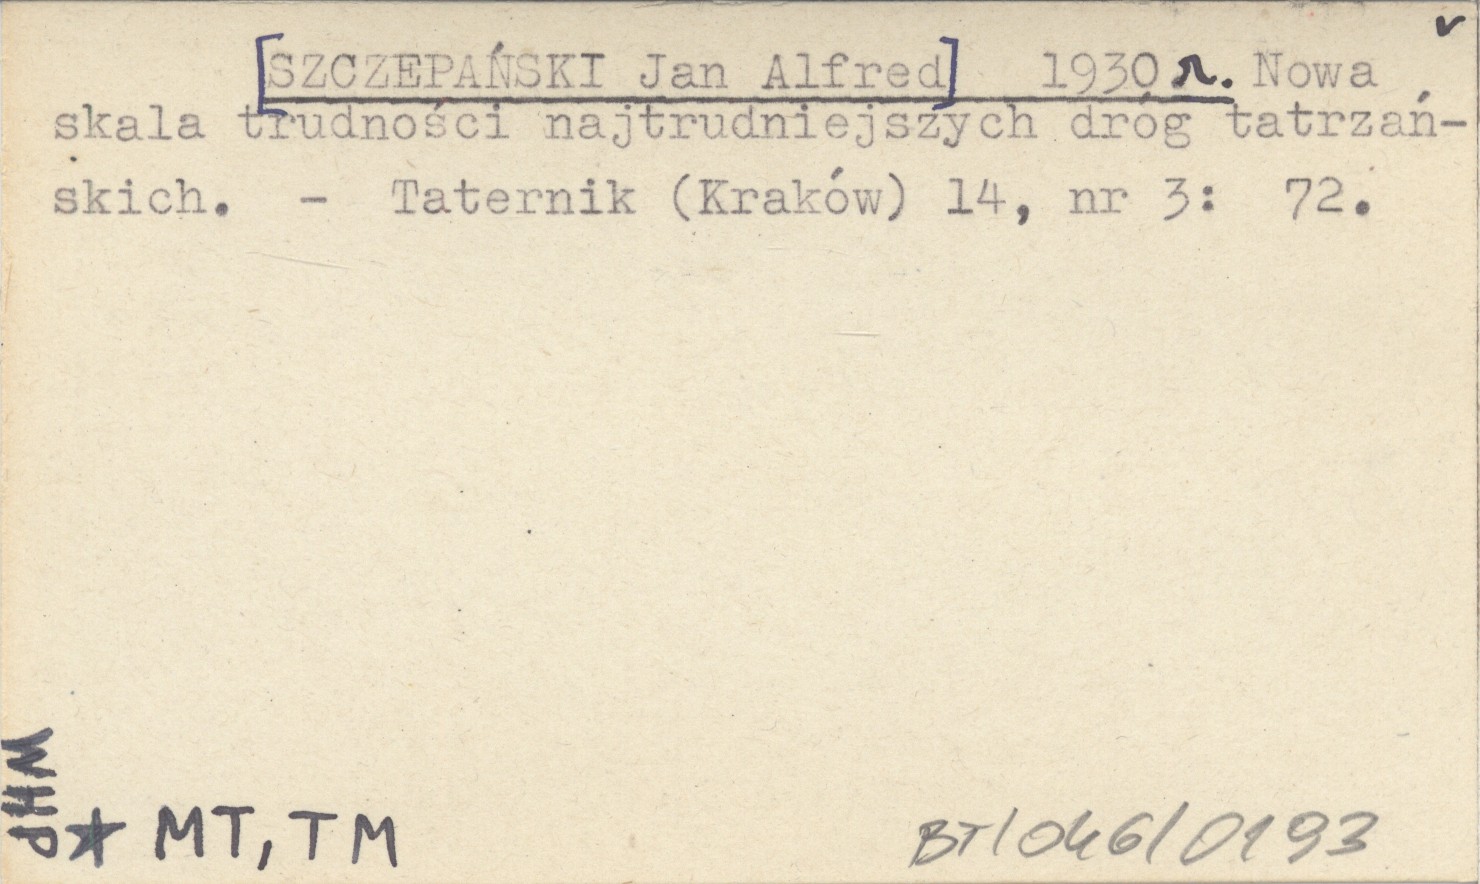 [SZCZEPAŃSKI Jan Alfred] 1930 r. Nowa
skala trudności najtrudniejszych dróg tatrzań-
skich. - Taternik (Kraków) 14, nr 3: 72.
WHP
* MT, TM
BT/046/0193